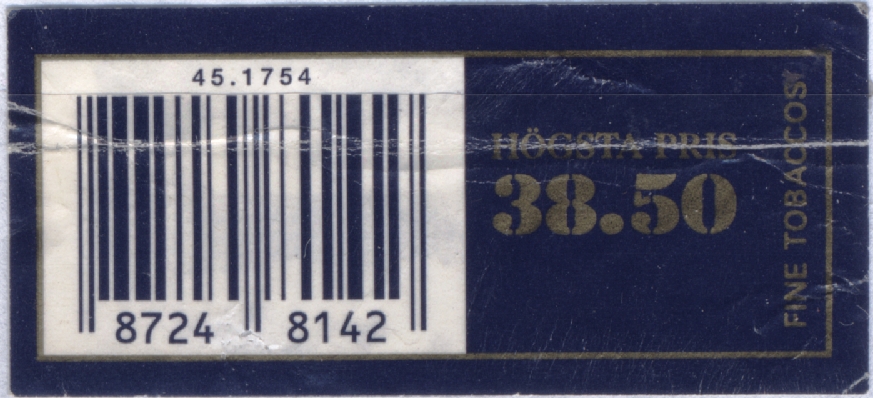 45.1754
8724 8142
HÖGSTA PRIS
38.50
FINE TOBACCOS